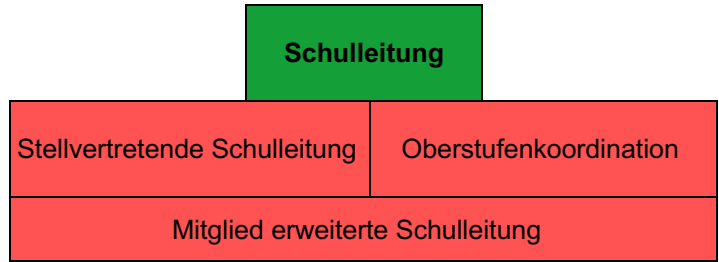 Schulleitung
Stellvertretende Schulleitung
Oberstufenkoordination
Mitglied erweiterte Schulleitung